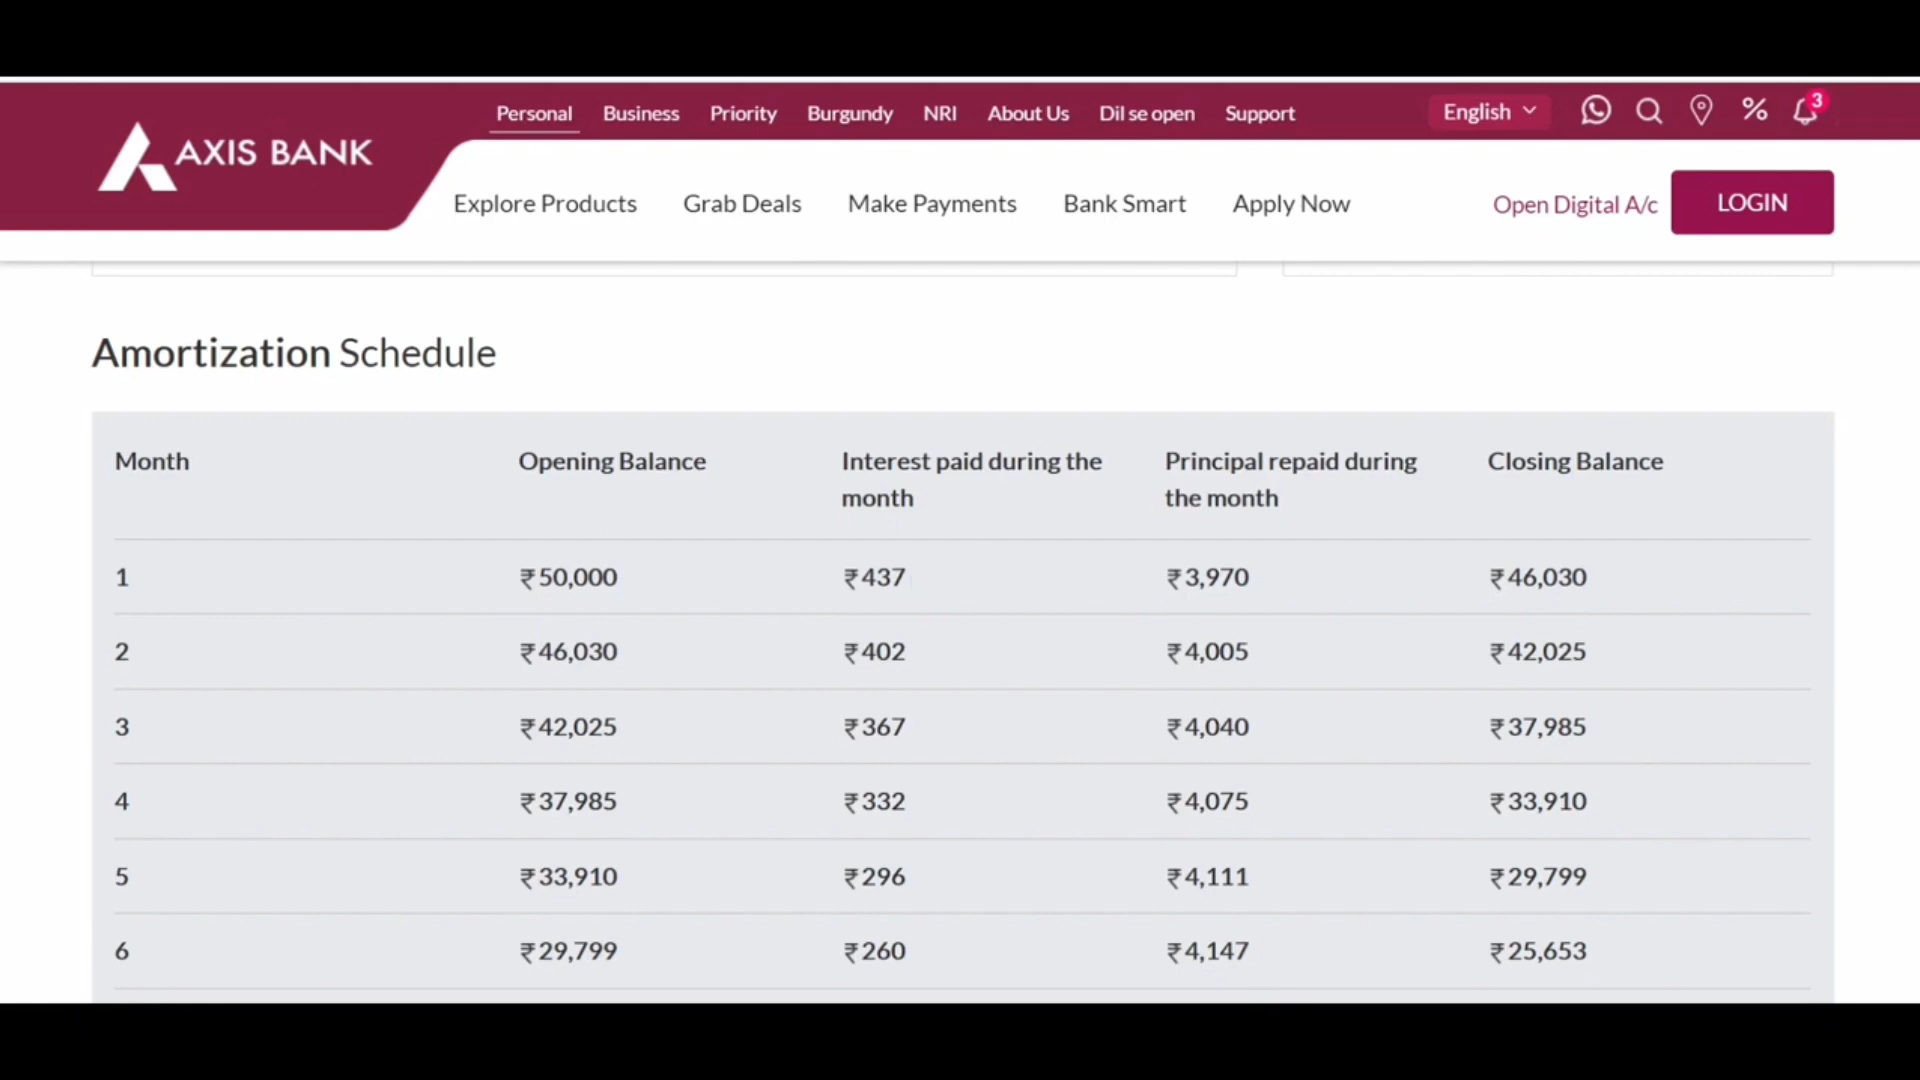 Personal Business Priority Burgundy NRI About Us Dil se open Support English 3
AXIS BANK
Explore Products Grab Deals Make Payments Bank Smart Apply Now Open Digital A/c LOGIN
Amortization Schedule
Month Opening Balance Interest paid during the month Principal repaid during the month Closing Balance
1 ₹50,000 ₹437 ₹3,970 ₹46,030
2 ₹46,030 ₹402 ₹4,005 ₹42,025
3 ₹42,025 ₹367 ₹4,040 ₹37,985
4 ₹37,985 ₹332 ₹4,075 ₹33,910
5 ₹33,910 ₹296 ₹4,111 ₹29,799
6 ₹29,799 ₹260 ₹4,147 ₹25,653